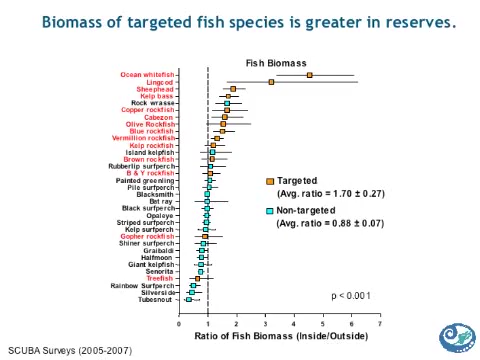 Biomass of targeted fish species is greater in reserves.
Fish Biomass
Ocean whitefish
Lingcod
Sheephead
Kelp bass
Rock wrasse
Copper rockfish
Cabezon
Olive Rockfish
Blue rockfish
Vermillion rockfish
Kelp rockfish
Island kelpfish
Brown rockfish
Rubberlip surfperch
B & Y rockfish
Painted greenling
Pile surfperch
Blacksmith
Bat ray
Black surfperch
Opaleye
Striped surfperch
Kelp surfperch
Gopher rockfish
Shiner surfperch
Graibaldi
Halfmoon
Giant kelpfish
Senorita
Treefish
Rainbow Surfperch
Silverside
Tubesnout
Targeted
(Avg. ratio = 1.70 ± 0.27)
Non-targeted
(Avg. ratio = 0.88 ± 0.07)
p < 0.001
0 1 2 3 4 5 6 7
Ratio of Fish Biomass (Inside/Outside)
SCUBA Surveys (2005-2007)